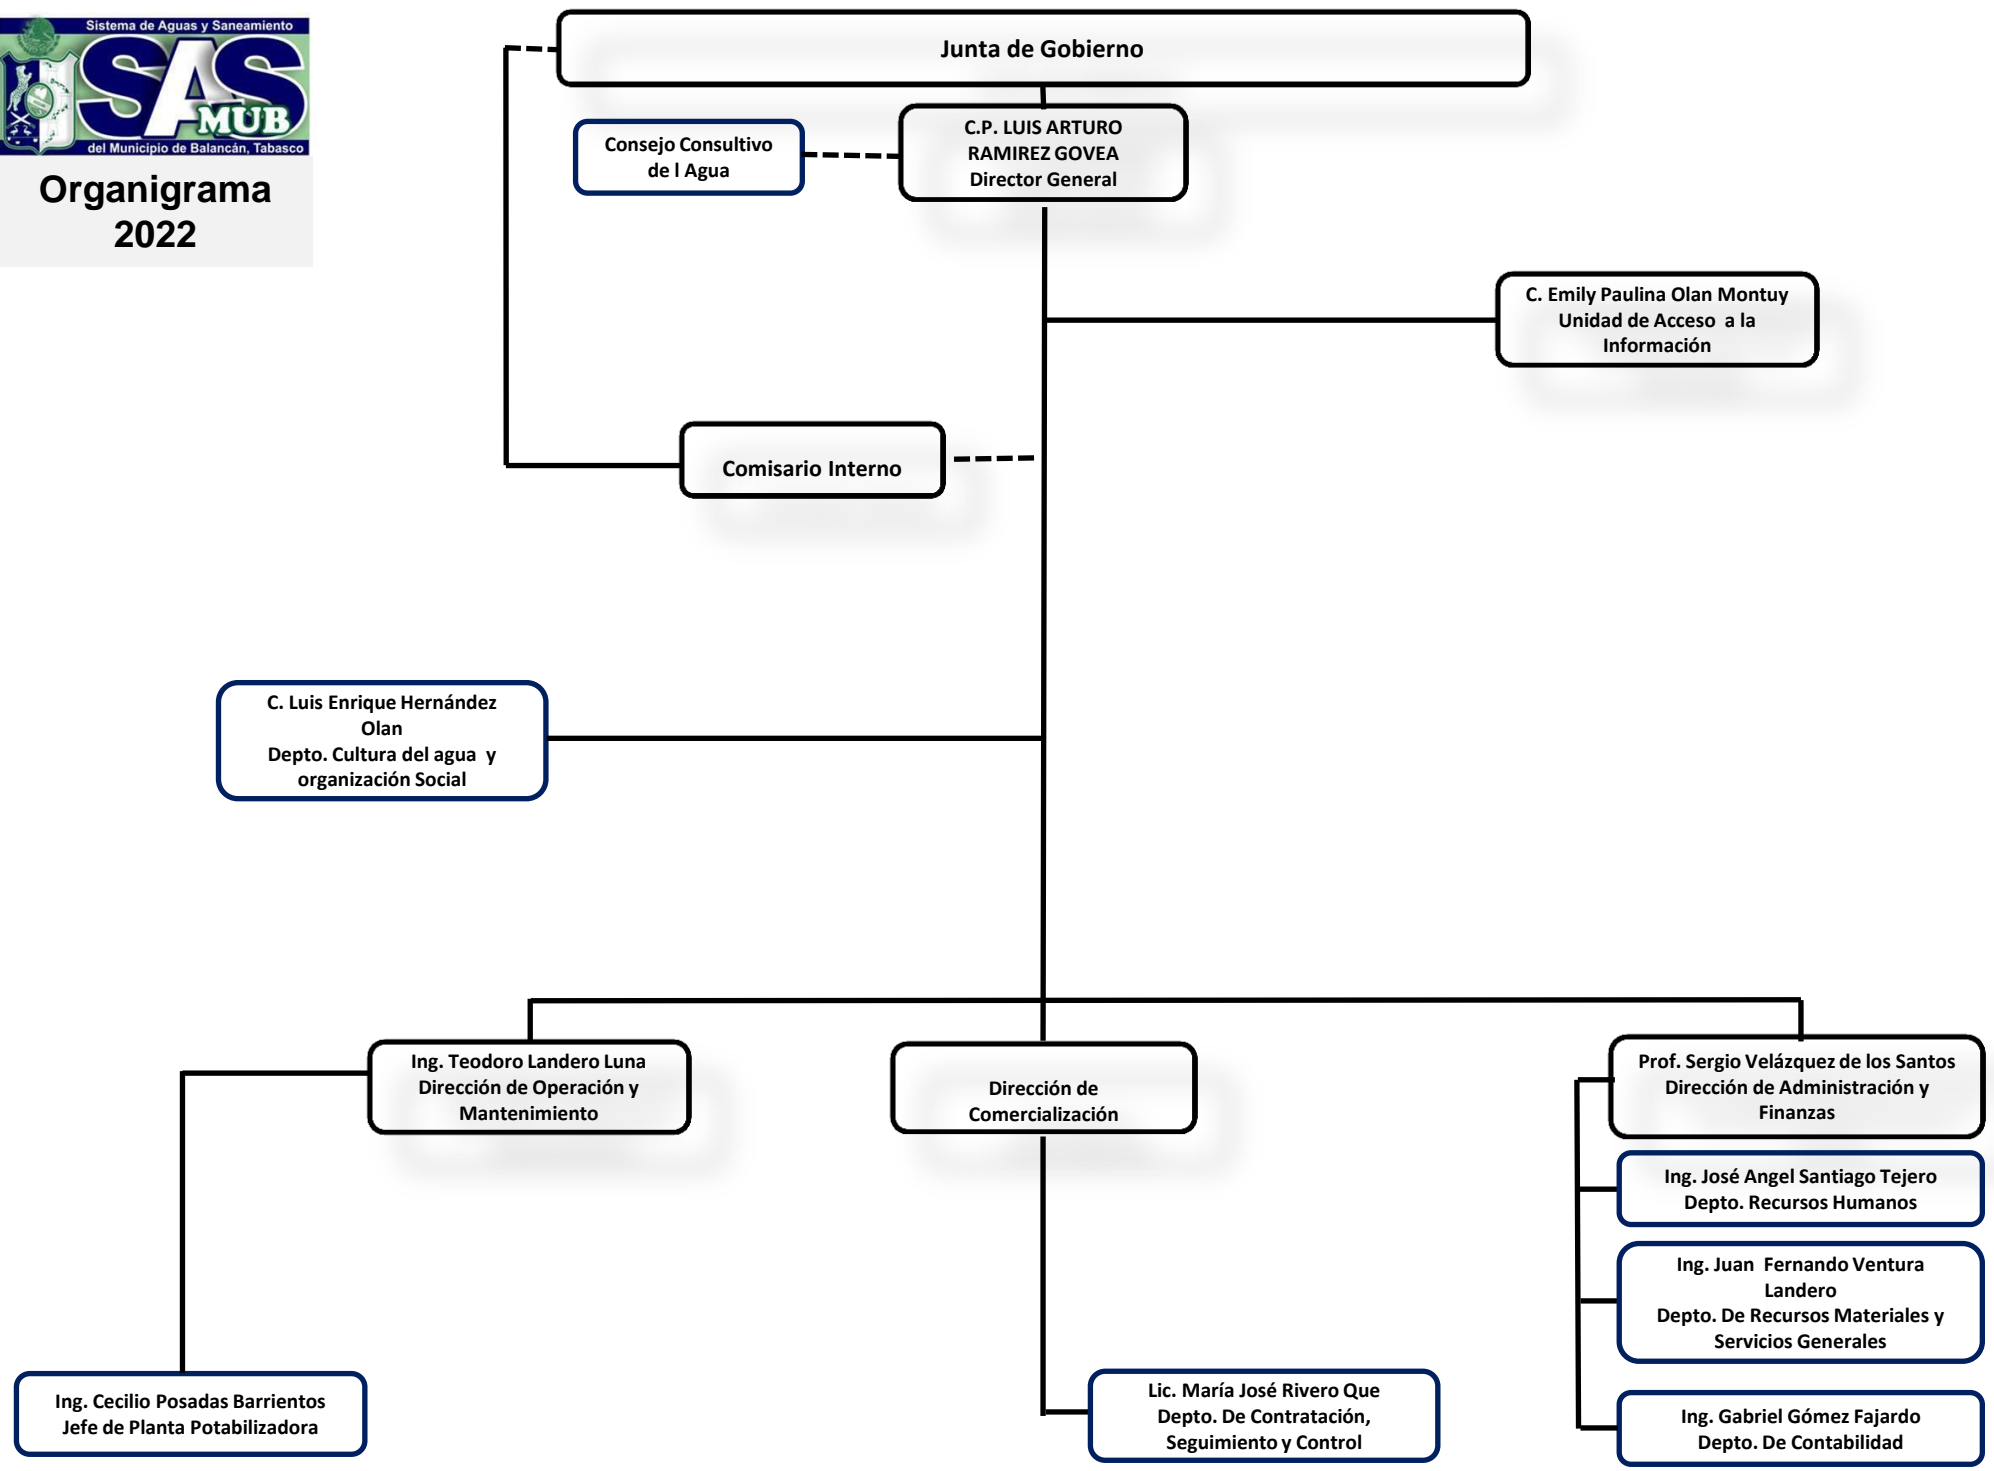 Sistema de Aguas y Saneamiento
SAS
MUB
del Municipio de Balancán, Tabasco
Organigrama
2022
Junta de Gobierno
Consejo Consultivo
de l Agua
C.P. LUIS ARTURO
RAMIREZ GOVEA
Director General
C. Emily Paulina Olan Montuy
Unidad de Acceso a la
Información
Comisario Interno
C. Luis Enrique Hernández
Olan
Depto. Cultura del agua y
organización Social
Ing. Teodoro Landero Luna
Dirección de Operación y
Mantenimiento
Dirección de
Comercialización
Prof. Sergio Velázquez de los Santos
Dirección de Administración y
Finanzas
Ing. José Angel Santiago Tejero
Depto. Recursos Humanos
Ing. Juan Fernando Ventura
Landero
Depto. De Recursos Materiales y
Servicios Generales
Ing. Cecilio Posadas Barrientos
Jefe de Planta Potabilizadora
Lic. María José Rivero Que
Depto. De Contratación,
Seguimiento y Control
Ing. Gabriel Gómez Fajardo
Depto. De Contabilidad